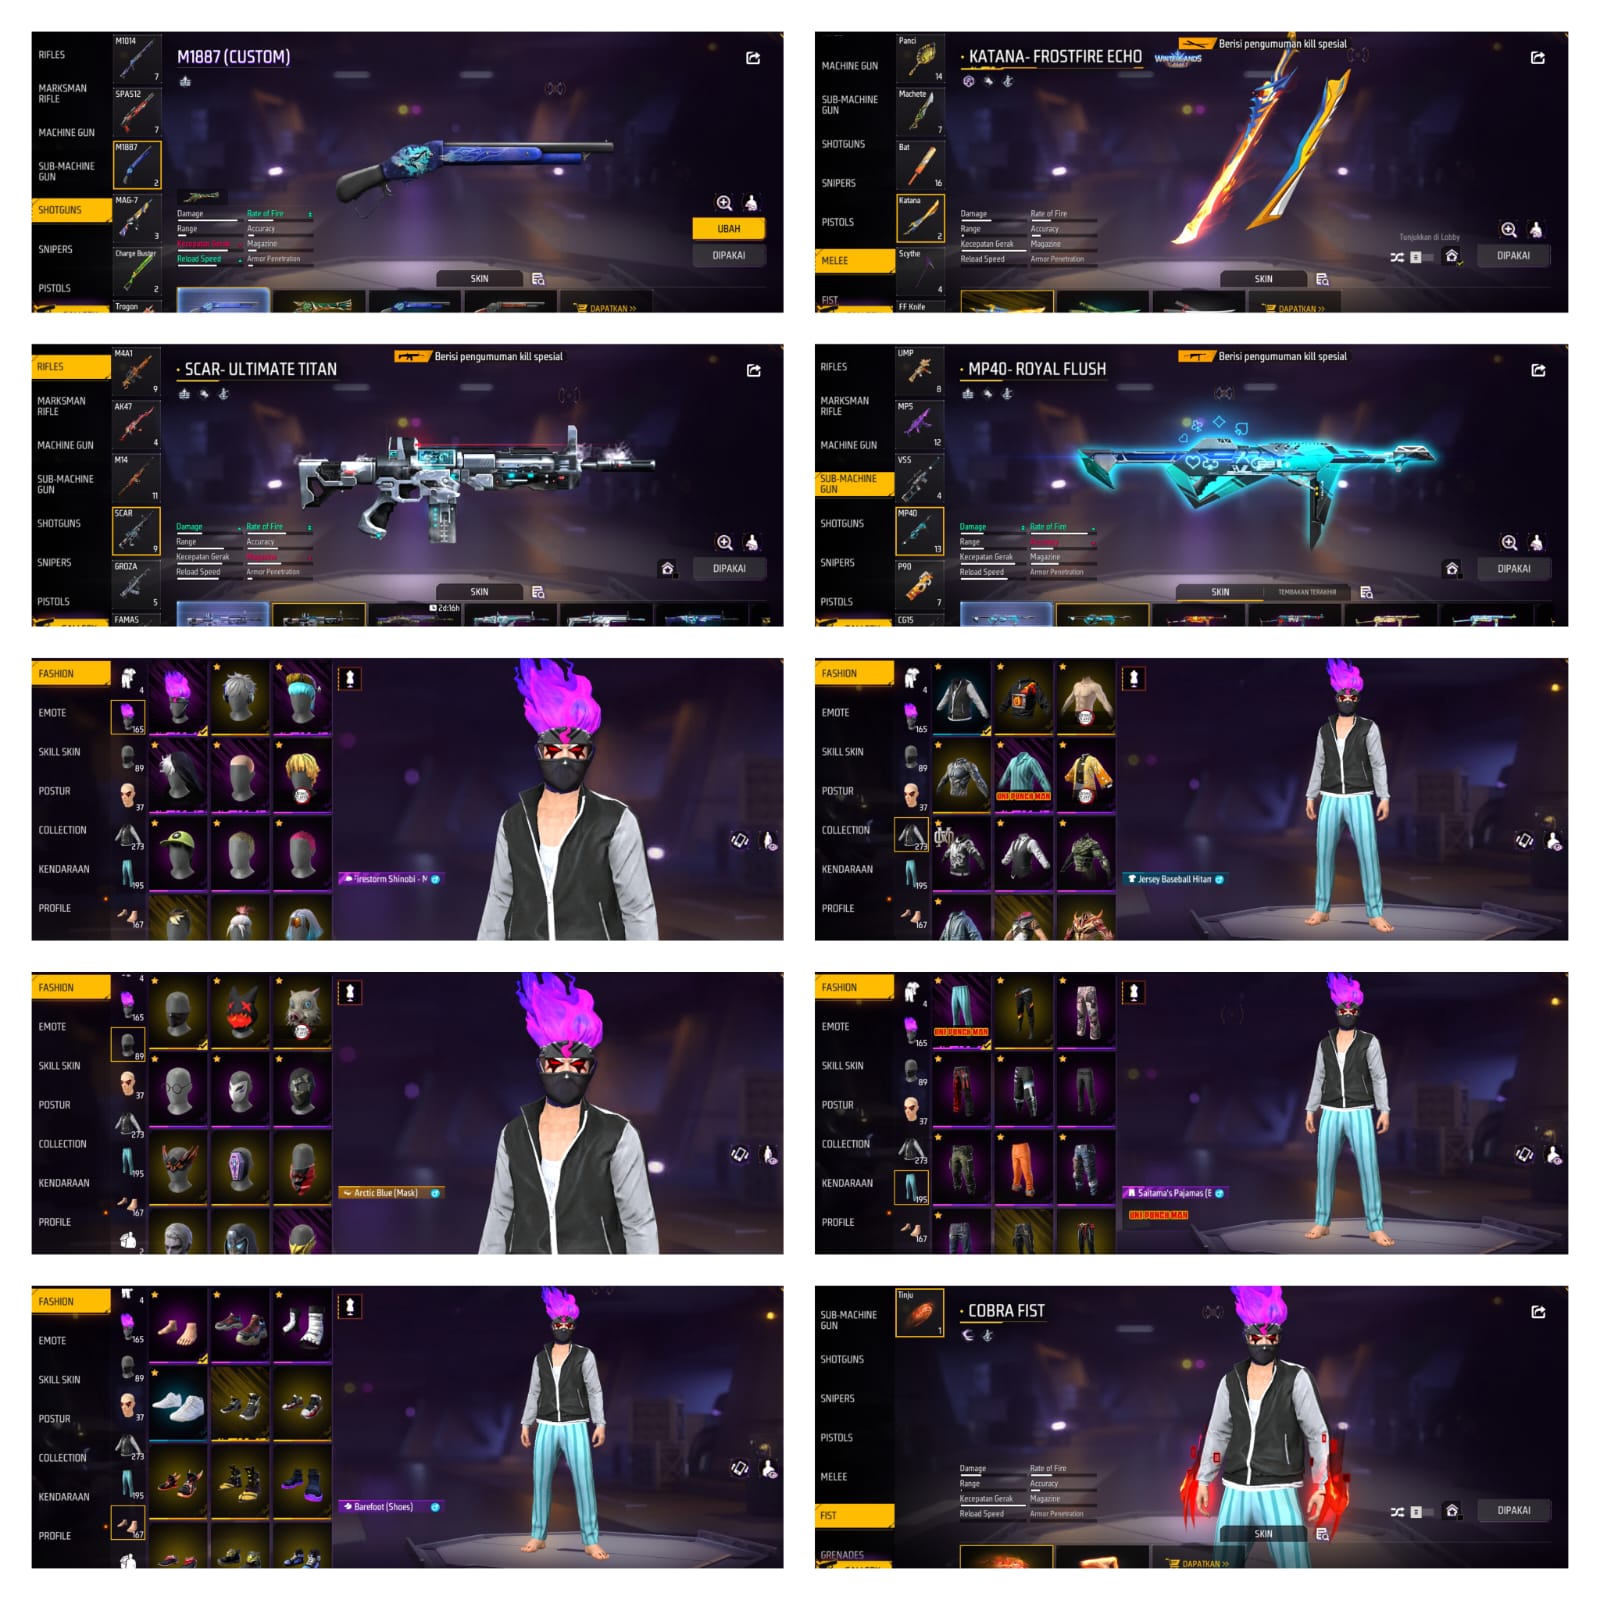 RIFLES
MARKSMAN
RIFLE
MACHINE GUN
SUB-MACHINE
GUN
SHOTGUNS
SNIPERS
PISTOLS
M1014
7
SPAS12
7
M1887
2
MAG-7
3
Charge Buster
2
Trogon
M1887 (CUSTOM)
Damage
Rate of Fire
Range
Accuracy
Kecepatan Gerak
Magazine
Reload Speed
Armor Penetration
UBAH
DIPAKAI
SKIN
DAPATKAN >>
MACHINE GUN
SUB-MACHINE
GUN
SHOTGUNS
SNIPERS
PISTOLS
MELEE
FIST
Panci
14
Machete
7
Bat
16
Katana
2
Scythe
4
FF Knife
KATANA- FROSTFIRE ECHO
Berisi pengumuman kill spesial
WINTERLANDS
Damage
Rate of Fire
Range
Accuracy
Kecepatan Gerak
Magazine
Reload Speed
Armor Penetration
Tunjukkan di Lobby
DIPAKAI
SKIN
DAPATKAN >>
RIFLES
MARKSMAN
RIFLE
MACHINE GUN
SUB-MACHINE
GUN
SHOTGUNS
SNIPERS
PISTOLS
M4A1
9
AK47
4
M14
11
SCAR
9
GROZA
5
FAMAS
SCAR- ULTIMATE TITAN
Berisi pengumuman kill spesial
Damage
Rate of Fire
Range
Accuracy
Kecepatan Gerak
Reload Speed
Armor Penetration
DIPAKAI
SKIN
2d:16h
RIFLES
MARKSMAN
RIFLE
MACHINE GUN
SUB-MACHINE
GUN
SHOTGUNS
SNIPERS
PISTOLS
UMP
8
MP5
12
VSS
4
MP40
13
P90
7
CG15
MP40- ROYAL FLUSH
Berisi pengumuman kill spesial
Damage
Rate of Fire
Range
Kecepatan Gerak
Magazine
Reload Speed
Armor Penetration
DIPAKAI
SKIN
TEMBAKAN TERAKHIR
FASHION
EMOTE
SKILL SKIN
POSTUR
COLLECTION
KENDARAAN
PROFILE
4
165
89
37
273
195
167
Firestorm Shinobi - M
FASHION
EMOTE
SKILL SKIN
POSTUR
COLLECTION
KENDARAAN
PROFILE
4
165
89
37
273
195
167
ONE PUNCH MAN
Jersey Baseball Hitam
FASHION
EMOTE
SKILL SKIN
POSTUR
COLLECTION
KENDARAAN
PROFILE
4
165
89
37
273
195
167
2
Arctic Blue (Mask)
FASHION
EMOTE
SKILL SKIN
POSTUR
COLLECTION
KENDARAAN
PROFILE
4
165
89
37
273
195
167
ONE PUNCH MAN
Saitama's Pajamas (B
ONE PUNCH MAN
FASHION
EMOTE
SKILL SKIN
POSTUR
COLLECTION
KENDARAAN
PROFILE
4
165
89
37
273
195
167
Barefoot (Shoes)
SUB-MACHINE
GUN
SHOTGUNS
SNIPERS
PISTOLS
MELEE
FIST
GRENADES
Tinju
1
COBRA FIST
Damage
Rate of Fire
Range
Accuracy
Kecepatan Gerak
Magazine
Reload Speed
Armor Penetration
DIPAKAI
SKIN
DAPATKAN >>